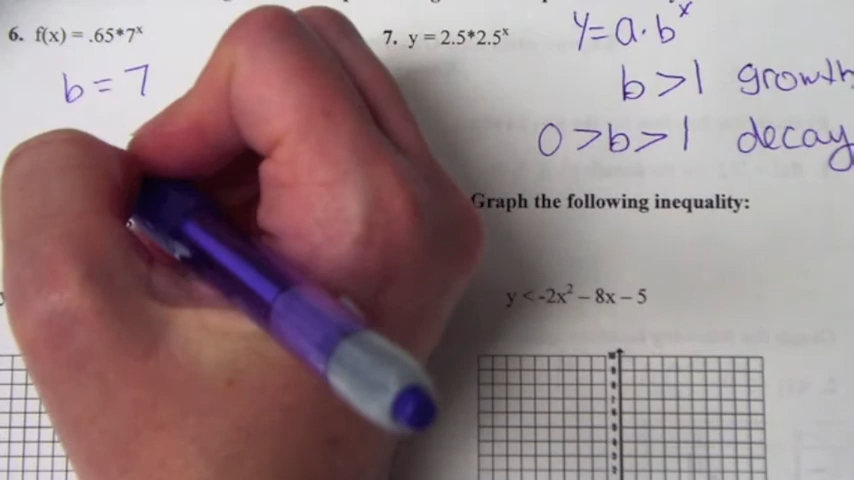 6. f(x) = .65*7ˣ
7. y = 2.5*2.5ˣ
y = a·bˣ
b = 7
b > 1 growth
0 > b > 1 decay
Graph the following inequality:
y < -2x² – 8x – 5